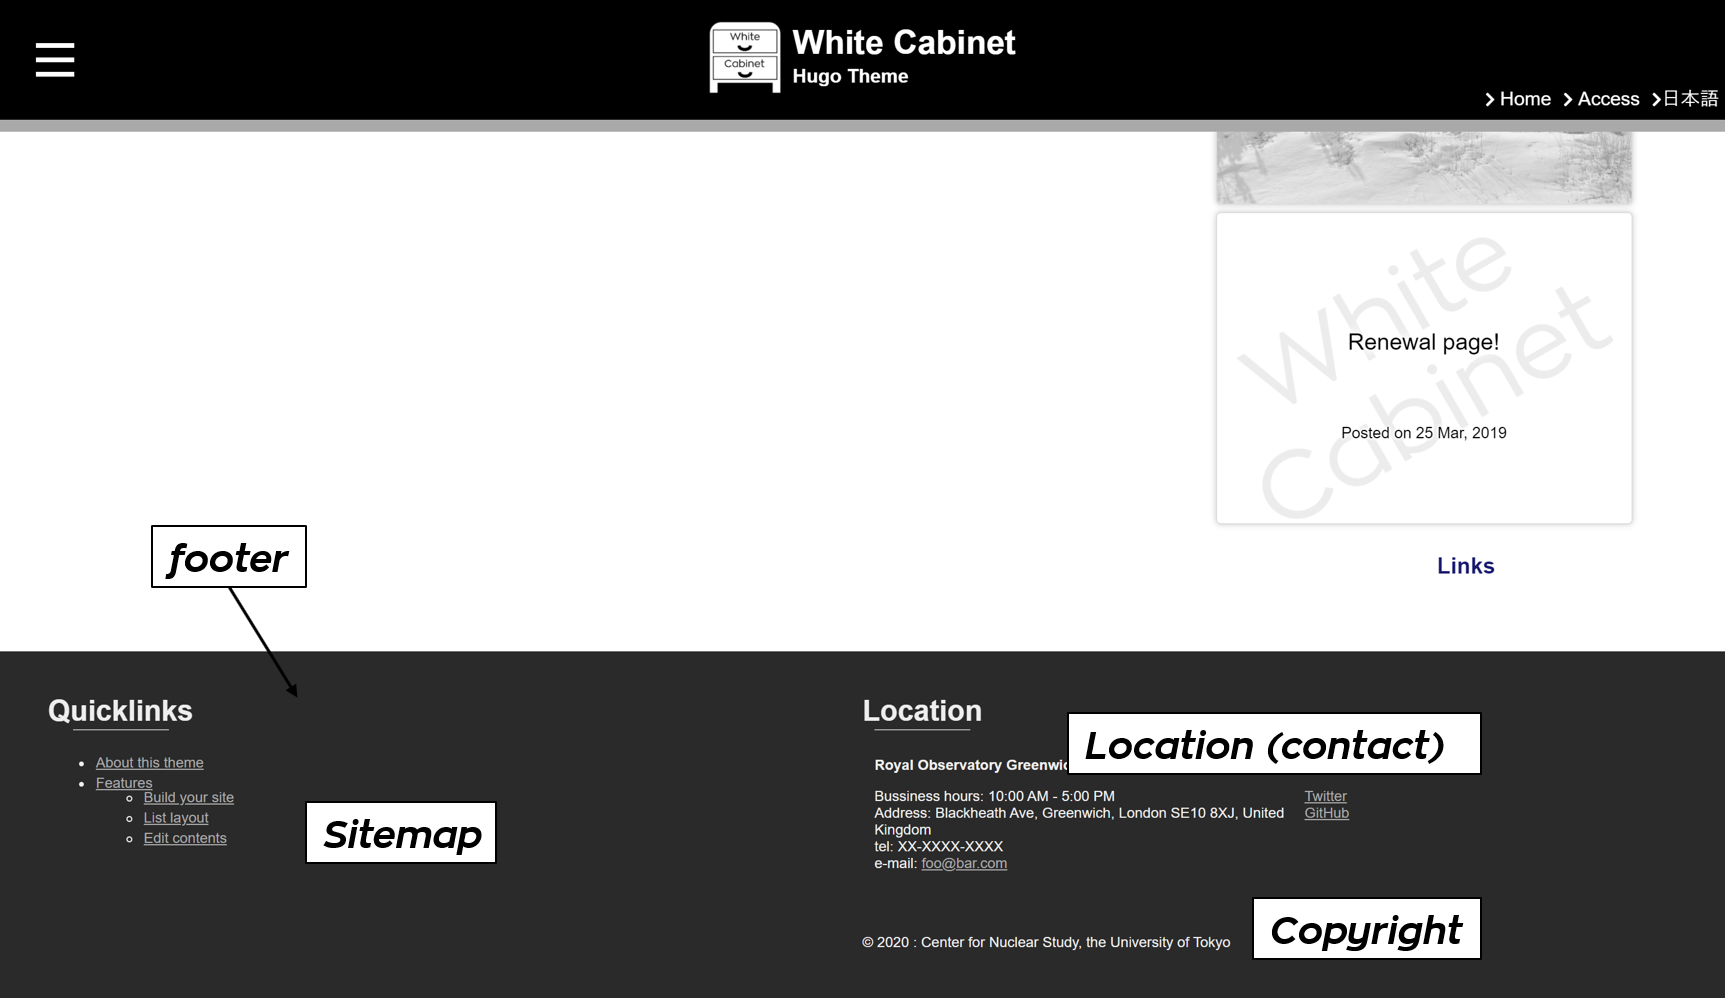 White
Cabinet
White Cabinet
Hugo Theme
Home
Access
日本語
White
Cabinet
Renewal page!
Posted on 25 Mar, 2019
Links
footer
Quicklinks
About this theme
Features
Build your site
List layout
Edit contents
Sitemap
Location
Location (contact)
Royal Observatory
Bussiness hours: 10:00 AM - 5:00 PM
Address: Blackheath Ave, Greenwich, London SE10 8XJ, United
Kingdom
tel: XX-XXXX-XXXX
e-mail: foo@bar.com
Twitter
GitHub
© 2020 : Center for Nuclear Study, the University of Tokyo
Copyright